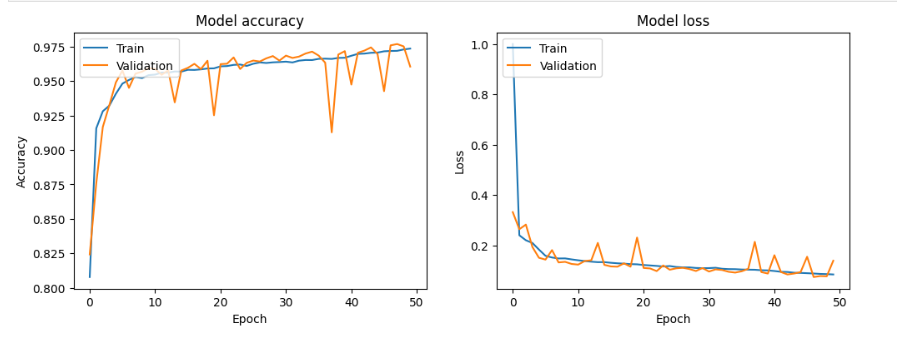 Model accuracy
Train
Validation
0.975
0.950
0.925
0.900
0.875
0.850
0.825
0.800
Accuracy
0 10 20 30 40 50
Epoch
Model loss
Train
Validation
1.0
0.8
0.6
0.4
0.2
Loss
0 10 20 30 40 50
Epoch